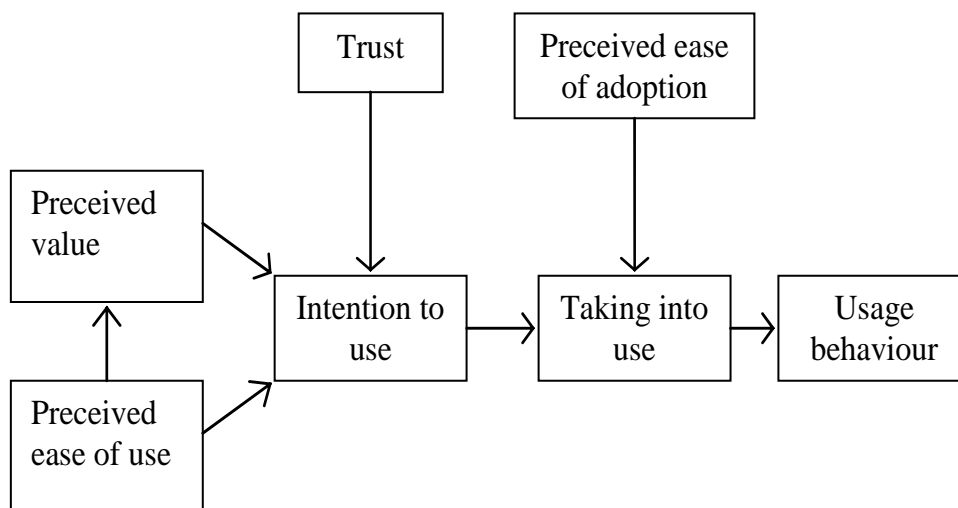 Trust
Preceived ease
of adoption
Preceived
value
Intention to
use
Taking into
use
Usage
behaviour
Preceived
ease of use